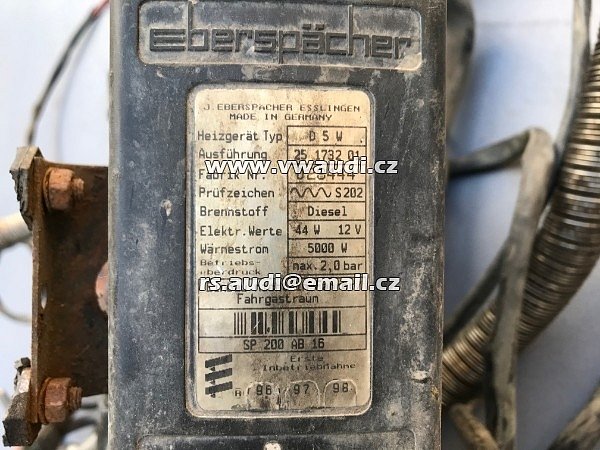 Eberspächer
J. EBERSPÄCHER ESSLINGEN
MADE IN GERMANY
Heizgerät Typ D 5 W
Ausführung 25 1732 01
www.vwaudi.cz
Prüfzeichen S202
Brennstoff Diesel
Elektr. Werte 44 W 12 V
Wärmestrom 5000 W
Betriebs-
überdruck max. 2,0 bar
rs.audi@email.cz
Fahrgastraum
SP 200 AB 16
Erste
Inbetriebnahme
96 97 98